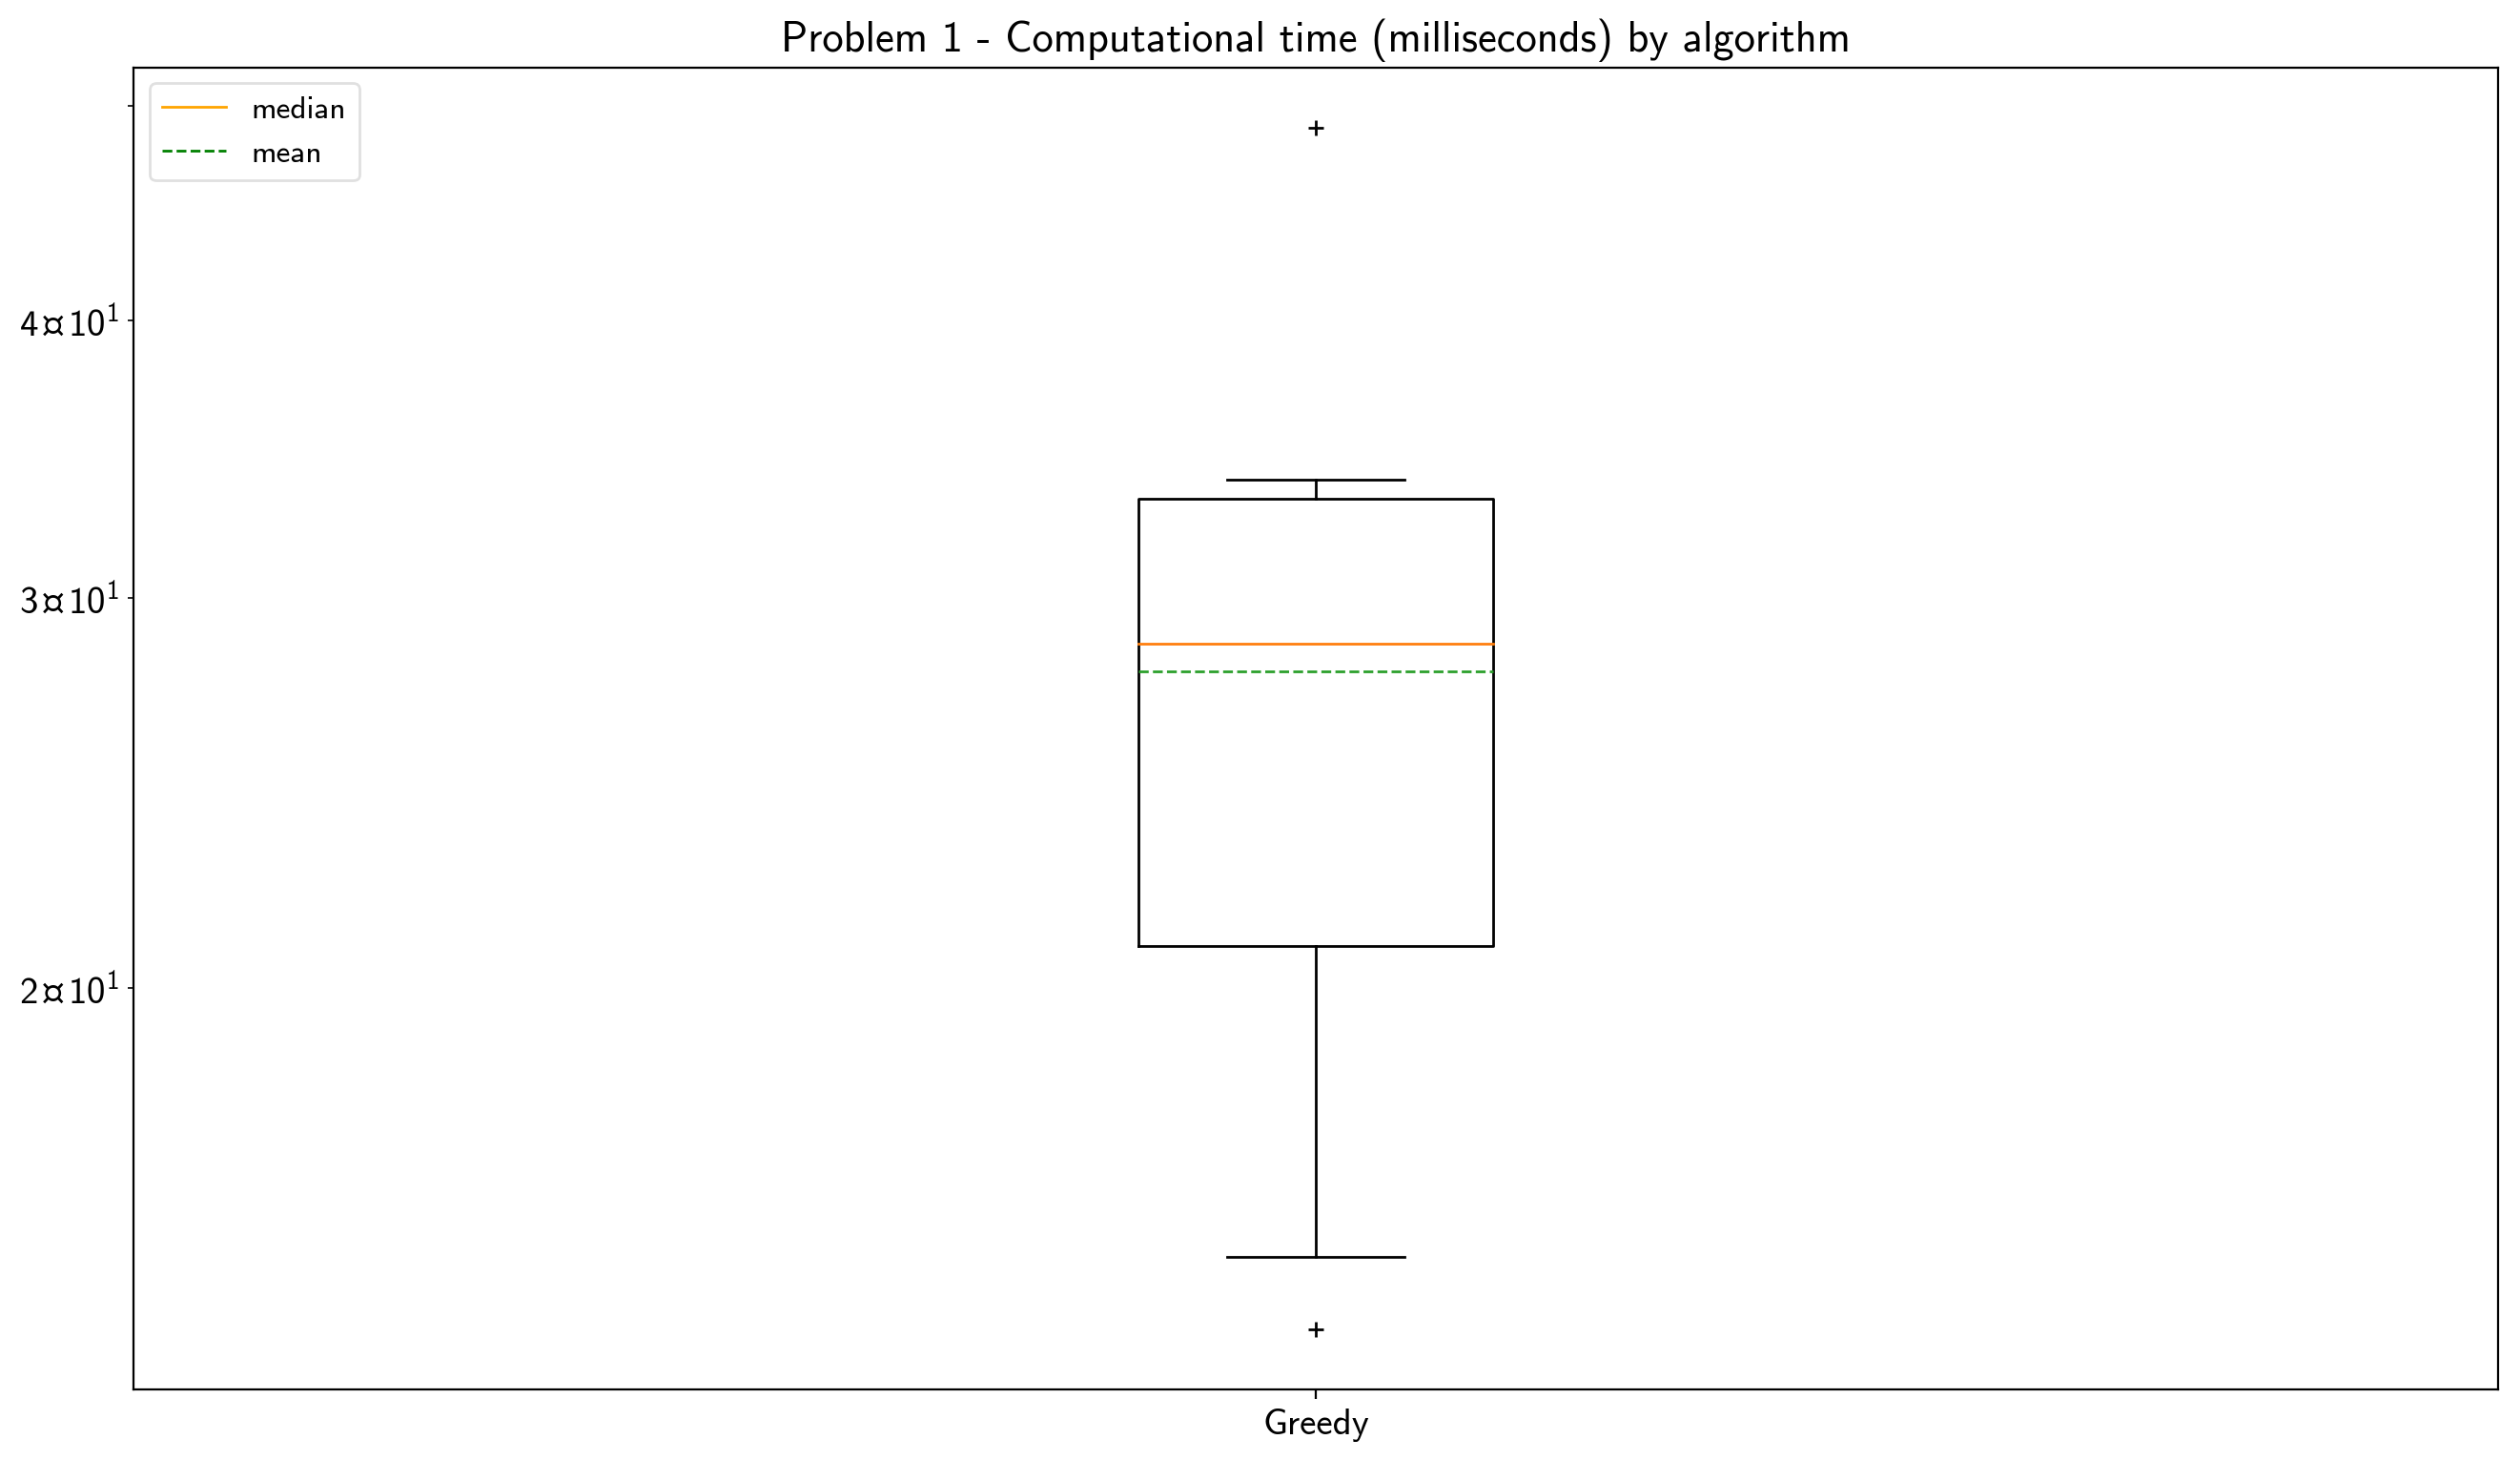 Problem 1 - Computational time (milliseconds) by algorithm
median
mean
4¤10¹
3¤10¹
2¤10¹
Greedy